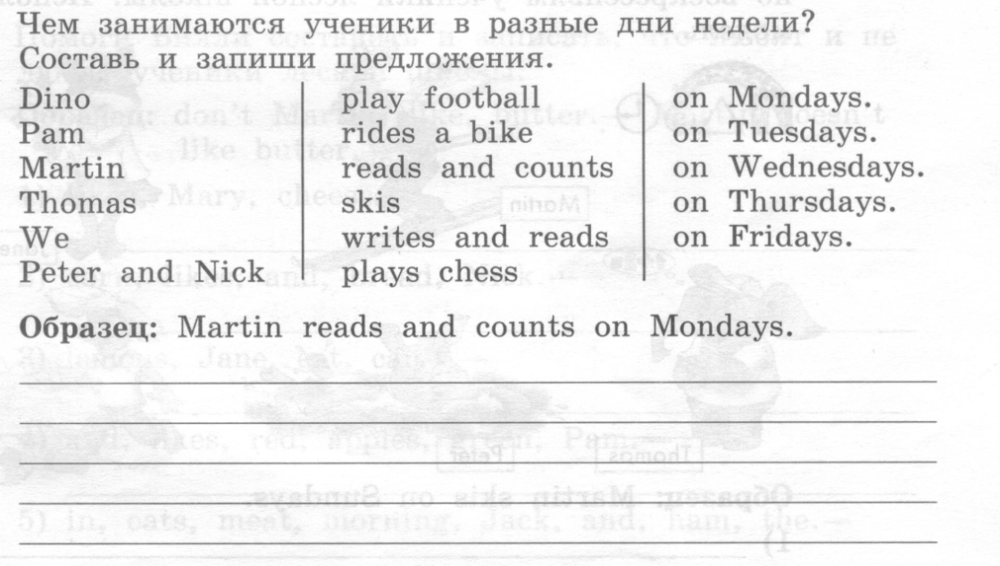 Чем занимаются ученики в разные дни недели?
Составь и запиши предложения.
Dino play football on Mondays.
Pam rides a bike on Tuesdays.
Martin reads and counts on Wednesdays.
Thomas skis on Thursdays.
We writes and reads on Fridays.
Peter and Nick plays chess
Образец: Martin reads and counts on Mondays.